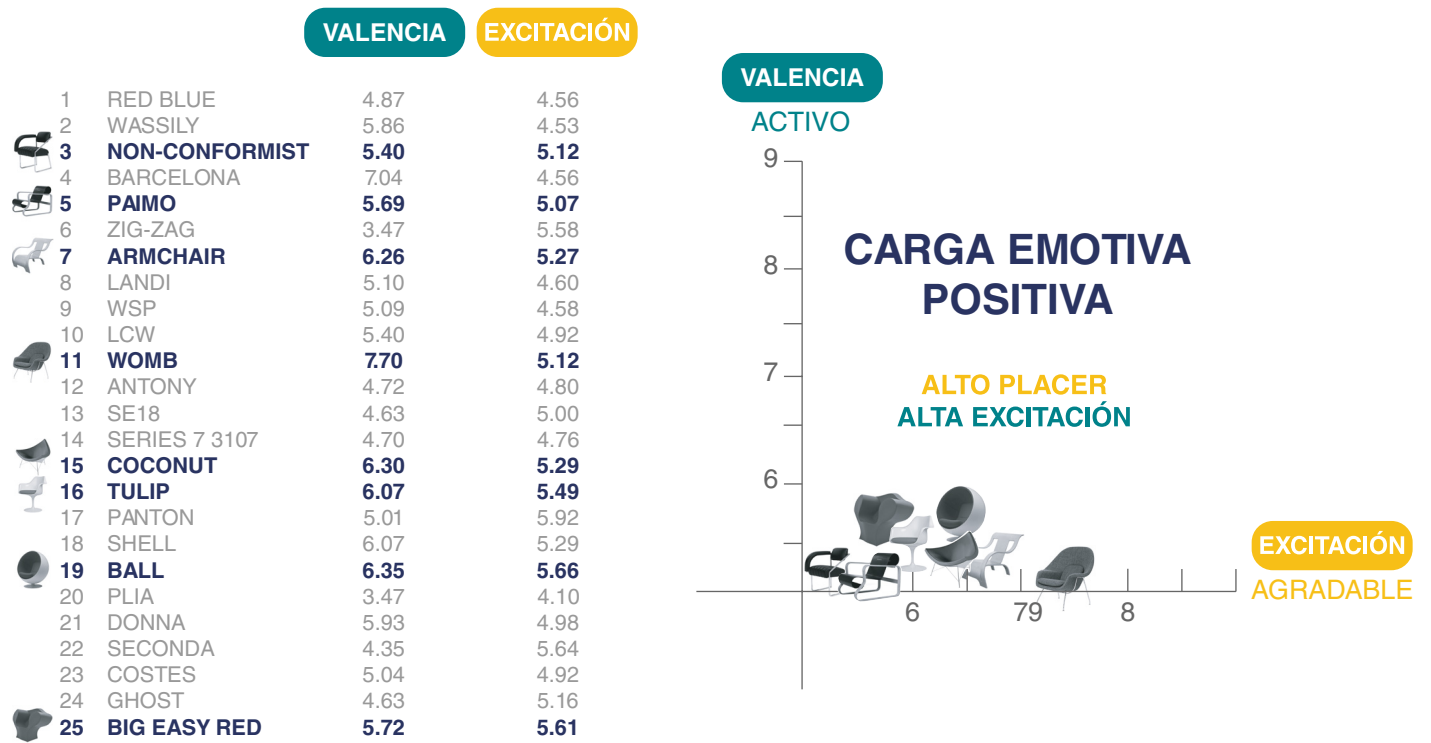 VALENCIA EXCITACIÓN
1 RED BLUE 4.87 4.56
2 WASSILY 5.86 4.53
3 NON-CONFORMIST 5.40 5.12
4 BARCELONA 7.04 4.56
5 PAIMO 5.69 5.07
6 ZIG-ZAG 3.47 5.58
7 ARMCHAIR 6.26 5.27
8 LANDI 5.10 4.60
9 WSP 5.09 4.58
10 LCW 5.40 4.92
11 WOMB 7.70 5.12
12 ANTONY 4.72 4.80
13 SE18 4.63 5.00
14 SERIES 7 3107 4.70 4.76
15 COCONUT 6.30 5.29
16 TULIP 6.07 5.49
17 PANTON 5.01 5.92
18 SHELL 6.07 5.29
19 BALL 6.35 5.66
20 PLIA 3.47 4.10
21 DONNA 5.93 4.98
22 SECONDA 4.35 5.64
23 COSTES 5.04 4.92
24 GHOST 4.63 5.16
25 BIG EASY RED 5.72 5.61
VALENCIA
ACTIVO
9
8
7
6
CARGA EMOTIVA
POSITIVA
ALTO PLACER
ALTA EXCITACIÓN
6 79 8
EXCITACIÓN
AGRADABLE